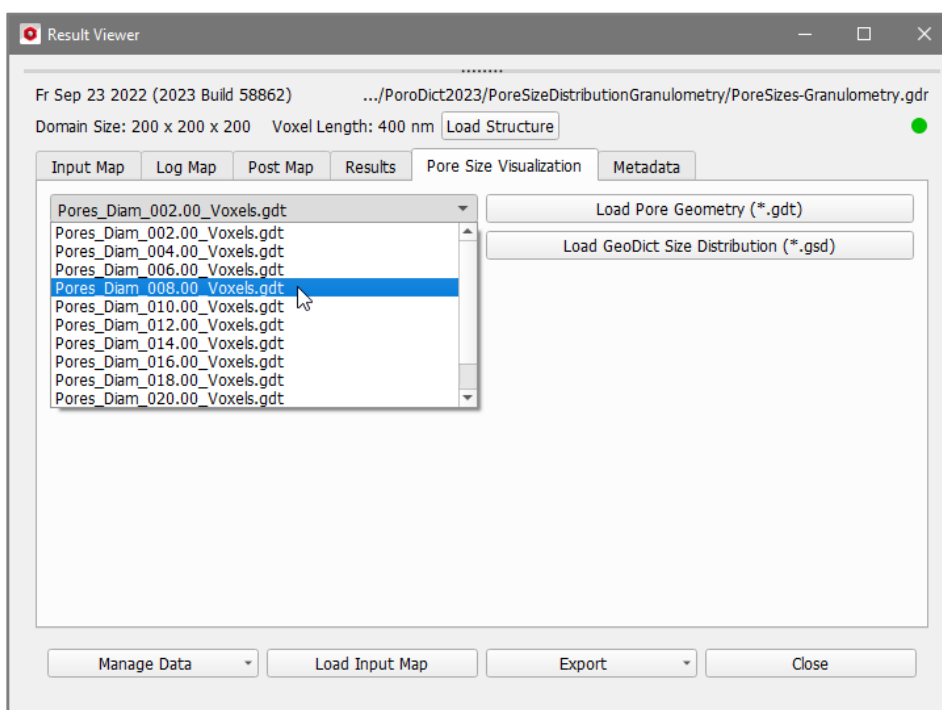 Result Viewer
Fr Sep 23 2022 (2023 Build 58862) .../PoroDict2023/PoreSizeDistributionGranulometry/PoreSizes-Granulometry.gdr
Domain Size: 200 x 200 x 200 Voxel Length: 400 nm Load Structure
Input Map Log Map Post Map Results Pore Size Visualization Metadata
Pores_Diam_002.00_Voxels.gdt Load Pore Geometry (*.gdt)
Pores_Diam_002.00_Voxels.gdt
Load GeoDict Size Distribution (*.gsd)
Pores_Diam_004.00_Voxels.gdt
Pores_Diam_006.00_Voxels.gdt
Pores_Diam_008.00_Voxels.gdt
Pores_Diam_010.00_Voxels.gdt
Pores_Diam_012.00_Voxels.gdt
Pores_Diam_014.00_Voxels.gdt
Pores_Diam_016.00_Voxels.gdt
Pores_Diam_018.00_Voxels.gdt
Pores_Diam_020.00_Voxels.gdt
Manage Data Load Input Map Export Close